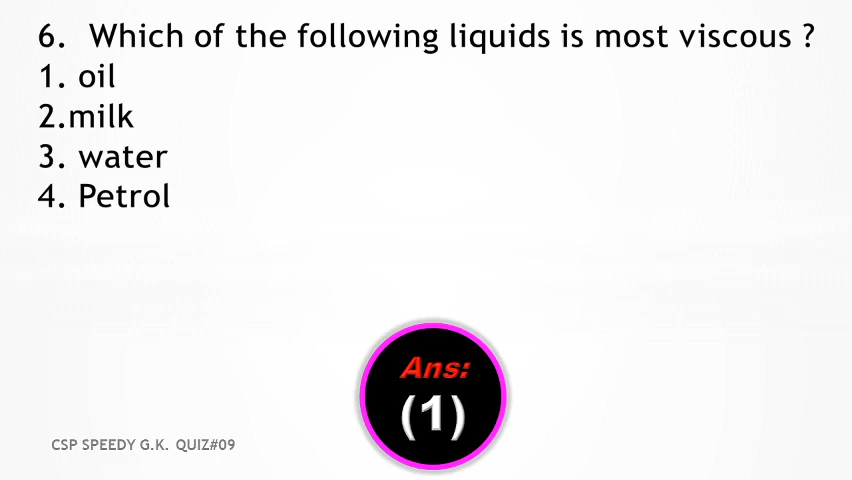 6. Which of the following liquids is most viscous ?
1. oil
2.milk
3. water
4. Petrol
Ans:
(1)
CSP SPEEDY G.K. QUIZ#09